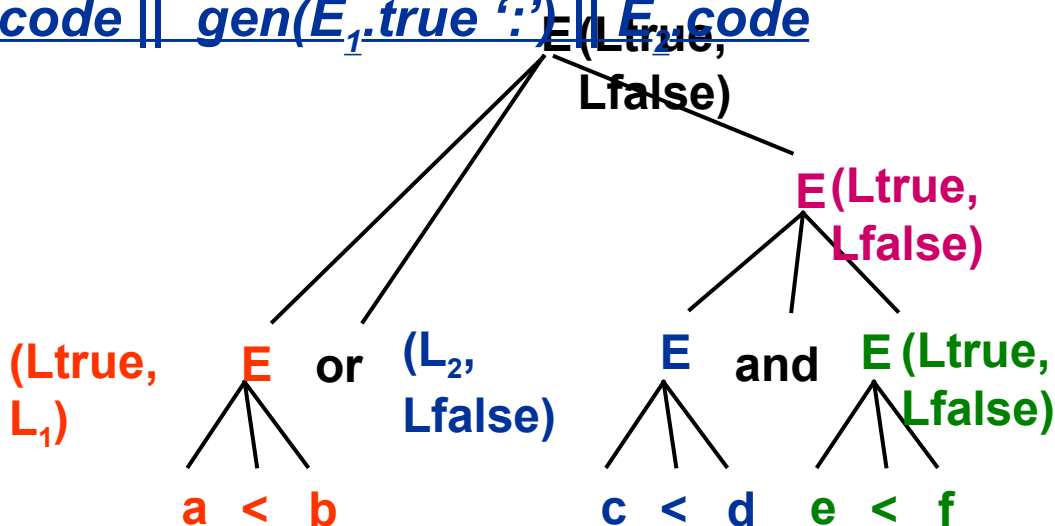 code || gen(E1.true ‘:’) || E2.code
E (Ltrue,
Lfalse)
E (Ltrue,
Lfalse)
(Ltrue,
L1)
E or
(L2,
Lfalse)
E and E (Ltrue,
Lfalse)
a < b c < d e < f